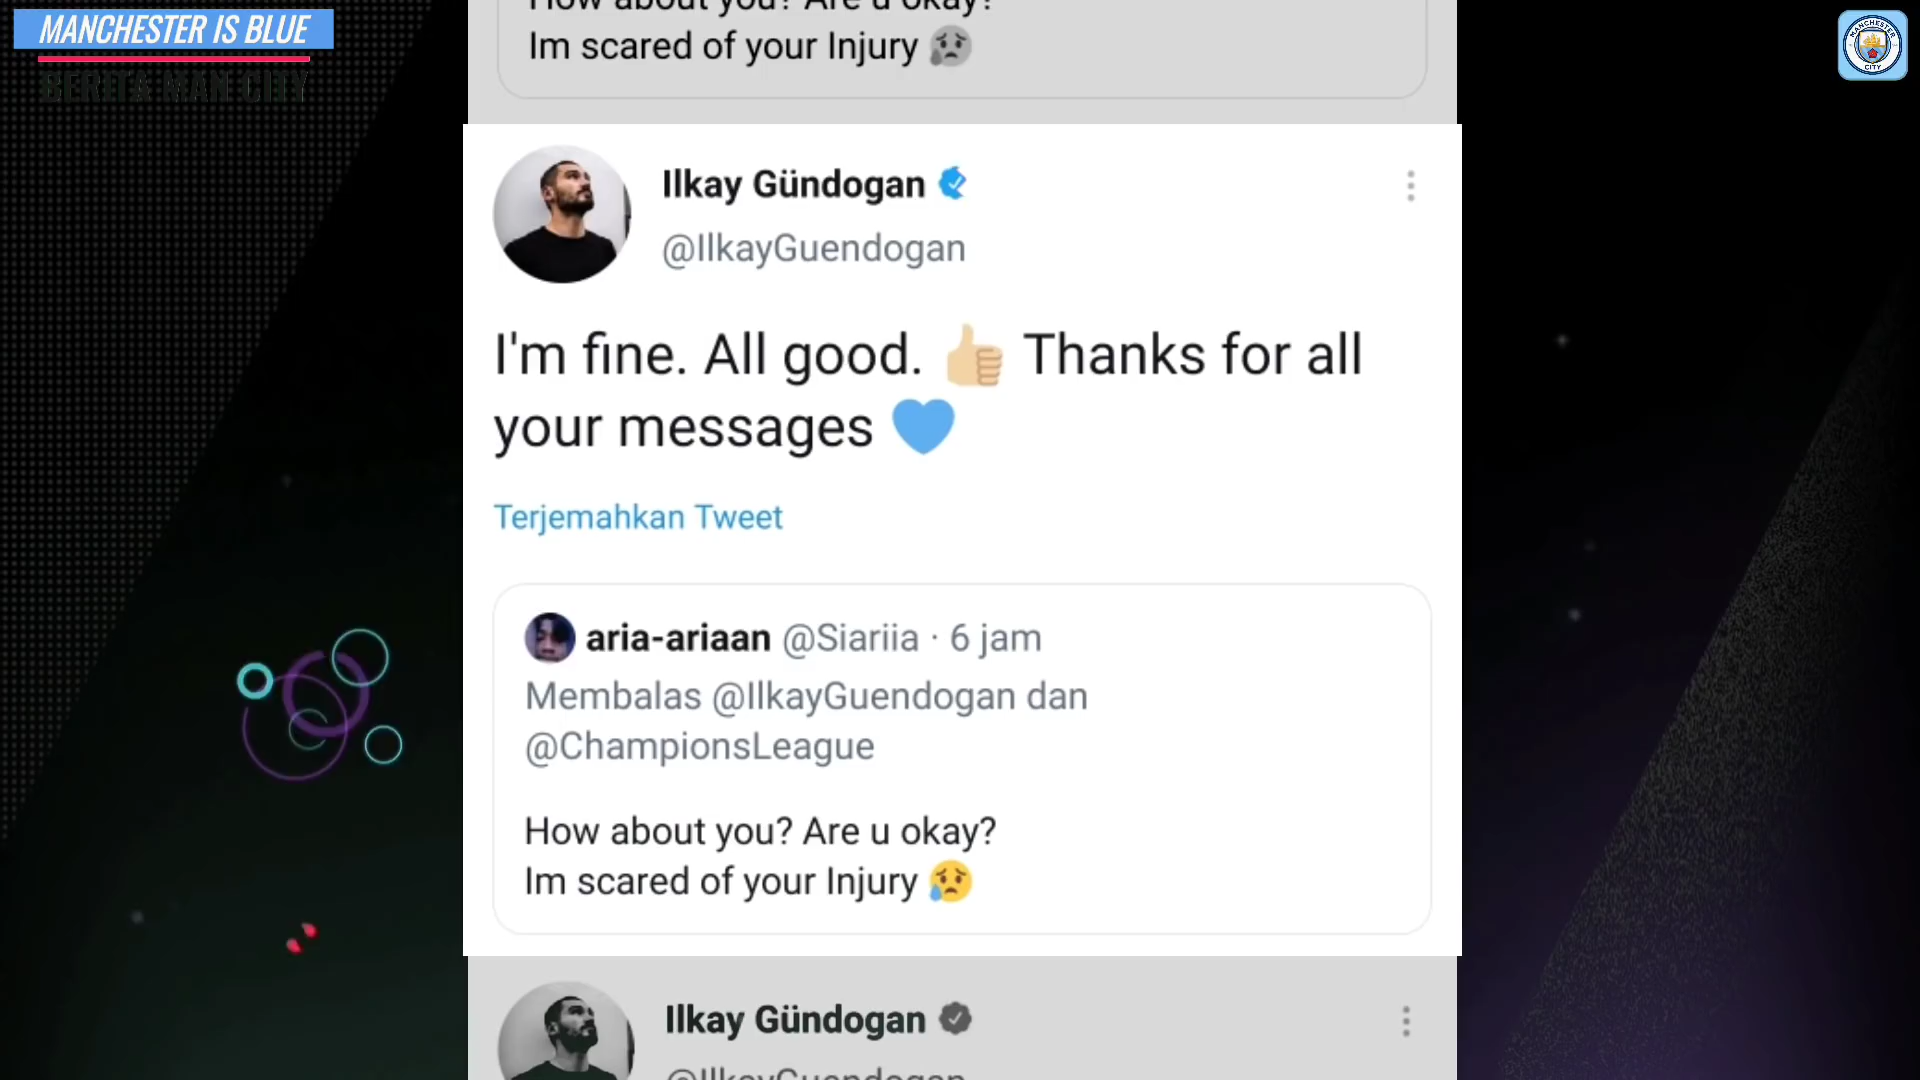 MANCHESTER IS BLUE
BERITA MAN CITY
MANCHESTER
CITY
How about you? Are u okay?
Im scared of your Injury 😥
Ilkay Gündogan
@IlkayGuendogan
I'm fine. All good. 👍🏼 Thanks for all
your messages 💙
Terjemahkan Tweet
aria-ariaan @Siariia · 6 jam
Membalas @IlkayGuendogan dan
@ChampionsLeague
How about you? Are u okay?
Im scared of your Injury 😥
Ilkay Gündogan
@IlkayGuendogan